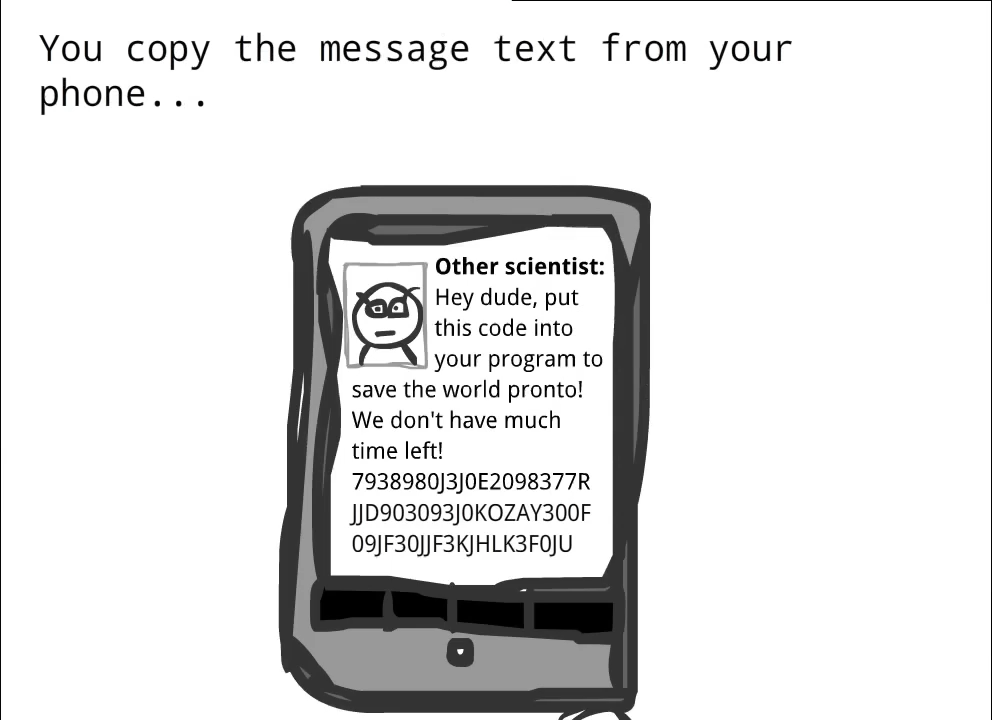 You copy the message text from your
phone...
Other scientist:
Hey dude, put
this code into
your program to
save the world pronto!
We don't have much
time left!
7938980J3J0E2098377R
JJD903093J0KOZAY300F
09JF30JJF3KJHLK3F0JU